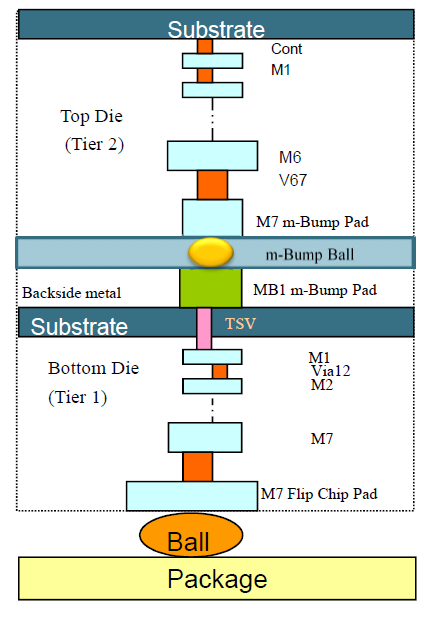 Substrate
Cont
M1
Top Die
(Tier 2)
M6
V67
M7 m-Bump Pad
m-Bump Ball
Backside metal
MB1 m-Bump Pad
Substrate
TSV
M1
Via12
Bottom Die
M2
(Tier 1)
M7
M7 Flip Chip Pad
Ball
Package